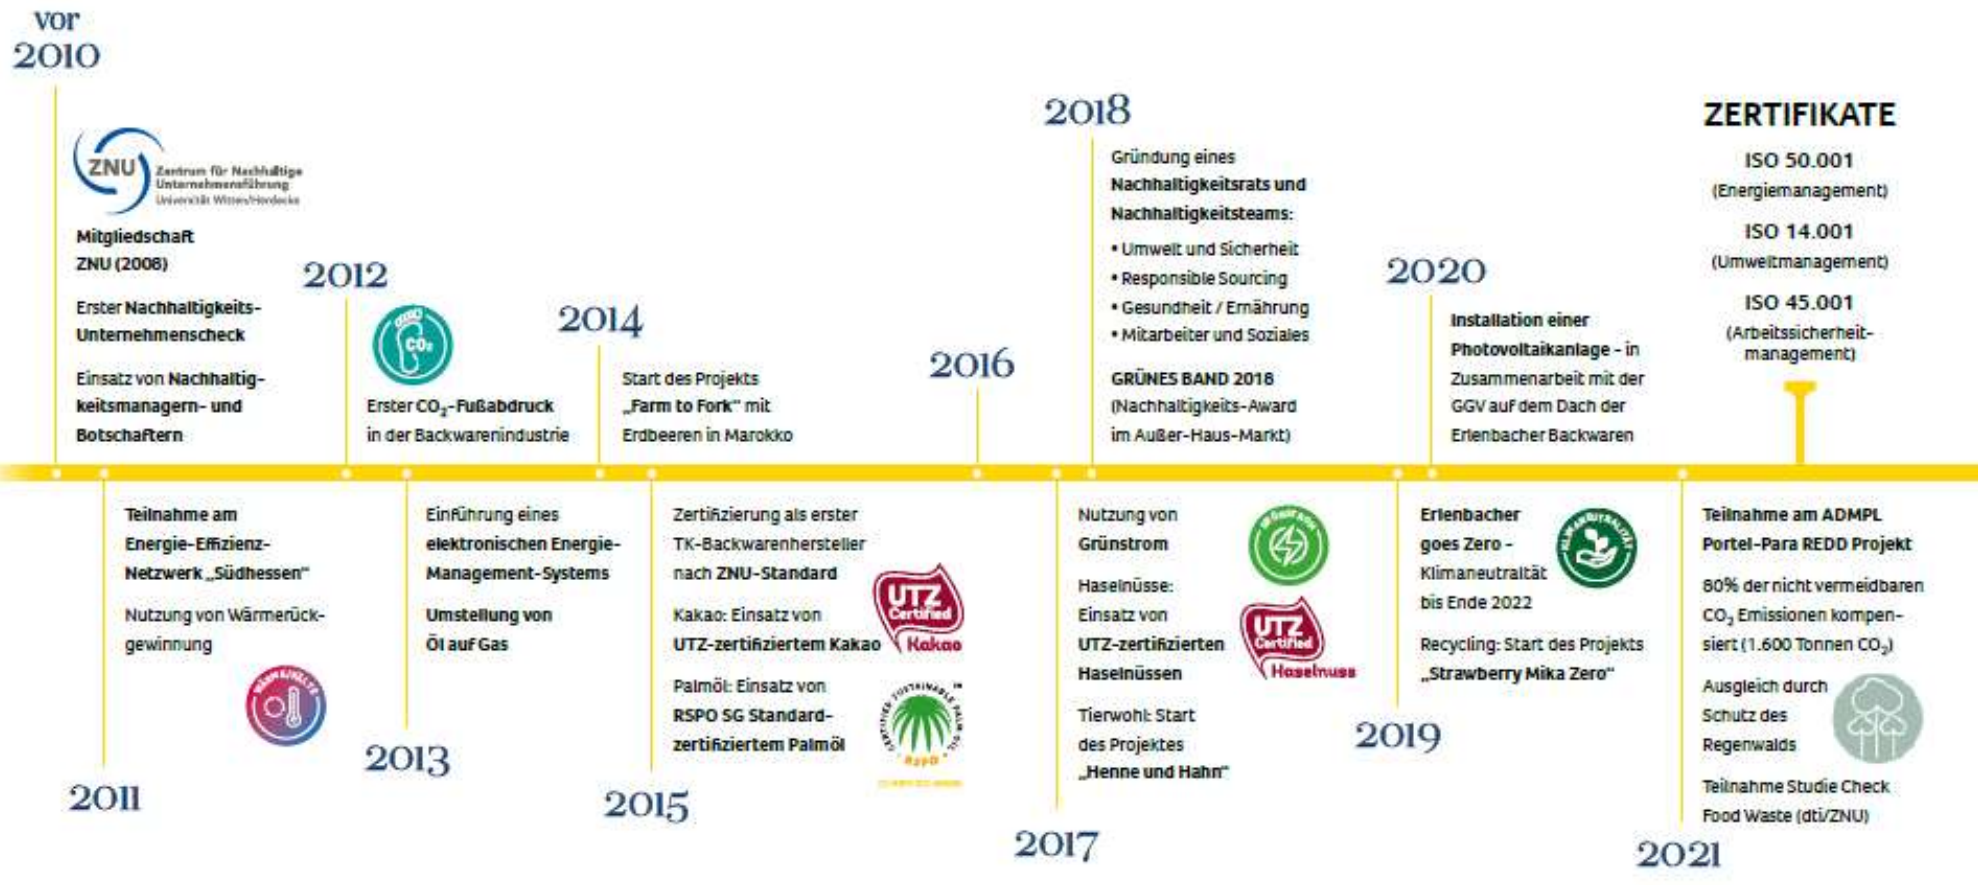 vor
2010
ZNU
Zentrum für Nachhaltige
Unternehmensführung
Universität Witten/Herdecke
Mitgliedschaft
ZNU (2008)
Erster Nachhaltigkeits-
Unternehmenscheck
Einsatz von Nachhaltig-
keitsmanagern- und
Botschaftern
2011
Teilnahme am
Energie-Effizienz-
Netzwerk „Südhessen“
Nutzung von Wärmerück-
gewinnung
WÄRME/KÄLTE
2012
CO₂
Erster CO₂-Fußabdruck
in der Backwarenindustrie
2013
Einführung eines
elektronischen Energie-
Management-Systems
Umstellung von
Öl auf Gas
2014
Start des Projekts
„Farm to Fork“ mit
Erdbeeren in Marokko
2015
Zertifizierung als erster
TK-Backwarenhersteller
nach ZNU-Standard
Kakao: Einsatz von
UTZ-zertifiziertem Kakao
UTZ
Certified
Kakao
Palmöl: Einsatz von
RSPO SG Standard-
zertifiziertem Palmöl
CERTIFIED SUSTAINABLE PALM OIL
RSPO
2016
2017
Nutzung von
Grünstrom
Haselnüsse:
Einsatz von
UTZ-zertifizierten
Haselnüssen
UTZ
Certified
Haselnuss
Tierwohl: Start
des Projektes
„Henne und Hahn“
2018
Gründung eines
Nachhaltigkeitsrats und
Nachhaltigkeitsteams:
• Umwelt und Sicherheit
• Responsible Sourcing
• Gesundheit / Ernährung
• Mitarbeiter und Soziales
GRÜNES BAND 2018
(Nachhaltigkeits-Award
im Außer-Haus-Markt)
2019
Erlenbacher
goes Zero -
Klimaneutraltät
bis Ende 2022
KLIMANEUTRALITÄT
Recycling: Start des Projekts
„Strawberry Mika Zero“
2020
Installation einer
Photovoltaikanlage - in
Zusammenarbeit mit der
GGV auf dem Dach der
Erlenbacher Backwaren
2021
Teilnahme am ADMPL
Portel-Para REDD Projekt
80% der nicht vermeidbaren
CO₂ Emissionen kompen-
siert (1.600 Tonnen CO₂)
Ausgleich durch
Schutz des
Regenwalds
Teilnahme Studie Check
Food Waste (dti/ZNU)
ZERTIFIKATE
ISO 50.001
(Energiemanagement)
ISO 14.001
(Umweltmanagement)
ISO 45.001
(Arbeitssicherheit-
management)